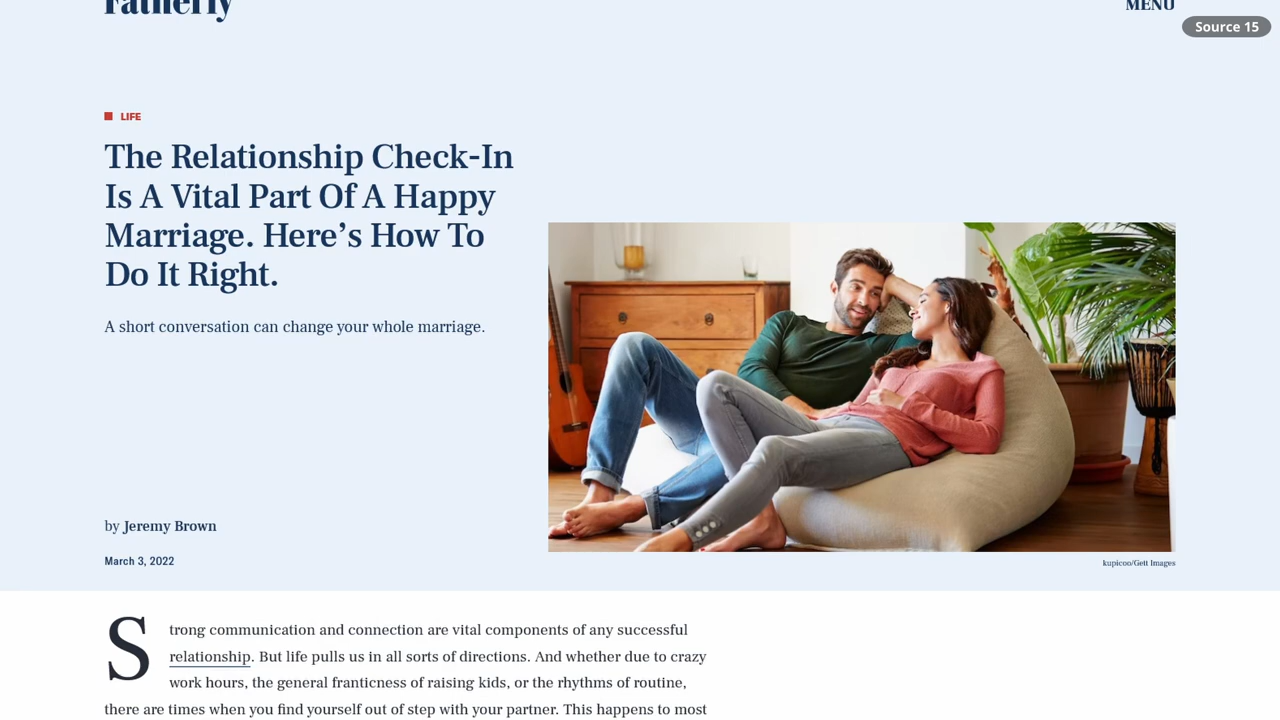 Fatherly
MENU
Source 15
LIFE
The Relationship Check-In
Is A Vital Part Of A Happy
Marriage. Here’s How To
Do It Right.
A short conversation can change your whole marriage.
by Jeremy Brown
March 3, 2022
kupicoo/Gett Images
Strong communication and connection are vital components of any successful
relationship. But life pulls us in all sorts of directions. And whether due to crazy
work hours, the general franticness of raising kids, or the rhythms of routine,
there are times when you find yourself out of step with your partner. This happens to most